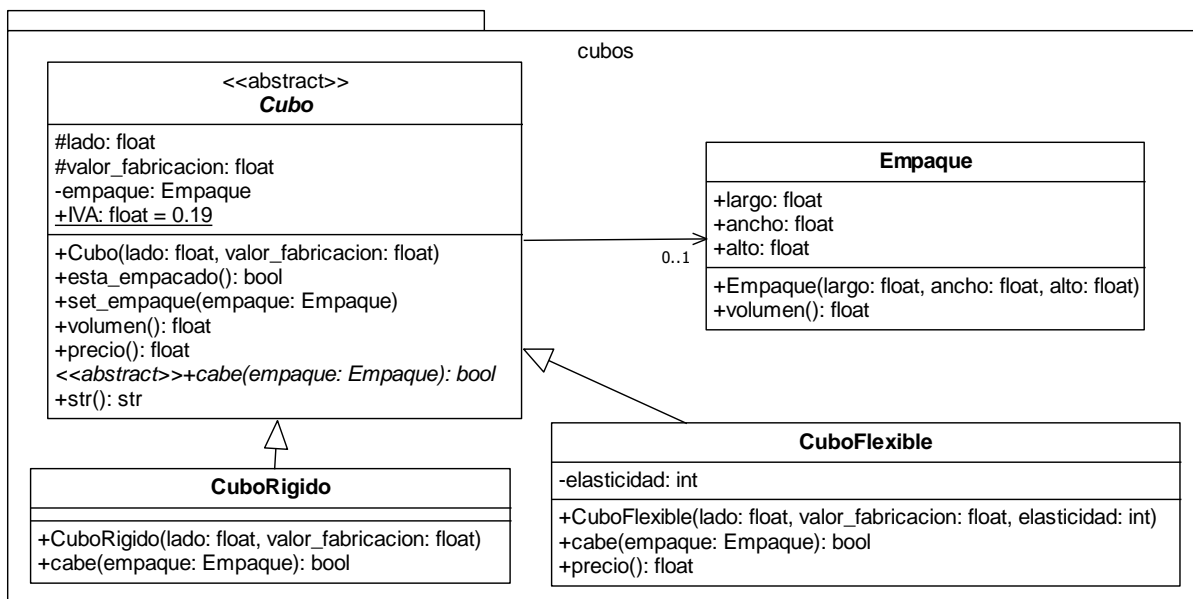 cubos
<<abstract>>
Cubo
#lado: float
#valor_fabricacion: float
-empaque: Empaque
+IVA: float = 0.19
+Cubo(lado: float, valor_fabricacion: float)
+esta_empacado(): bool
+set_empaque(empaque: Empaque)
+volumen(): float
+precio(): float
<<abstract>>+cabe(empaque: Empaque): bool
+str(): str
0..1
Empaque
+largo: float
+ancho: float
+alto: float
+Empaque(largo: float, ancho: float, alto: float)
+volumen(): float
CuboRigido
+CuboRigido(lado: float, valor_fabricacion: float)
+cabe(empaque: Empaque): bool
CuboFlexible
-elasticidad: int
+CuboFlexible(lado: float, valor_fabricacion: float, elasticidad: int)
+cabe(empaque: Empaque): bool
+precio(): float